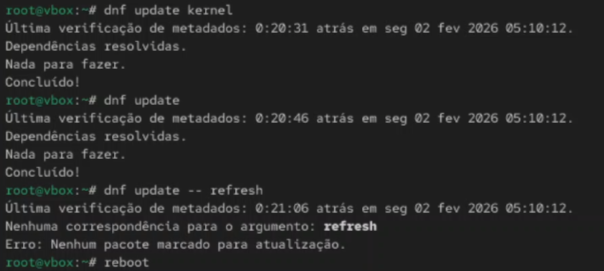 root@vbox:~# dnf update kernel
Última verificação de metadados: 0:20:31 atrás em seg 02 fev 2026 05:10:12.
Dependências resolvidas.
Nada para fazer.
Concluído!
root@vbox:~# dnf update
Última verificação de metadados: 0:20:46 atrás em seg 02 fev 2026 05:10:12.
Dependências resolvidas.
Nada para fazer.
Concluído!
root@vbox:~# dnf update -- refresh
Última verificação de metadados: 0:21:06 atrás em seg 02 fev 2026 05:10:12.
Nenhuma correspondência para o argumento: refresh
Erro: Nenhum pacote marcado para atualização.
root@vbox:~# reboot